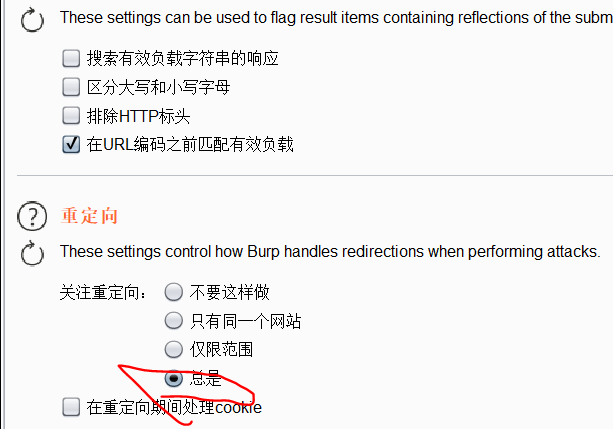 These settings can be used to flag result items containing reflections of the subm
搜索有效负载字符串的响应
区分大写和小写字母
排除HTTP标头
在URL编码之前匹配有效负载
重定向
These settings control how Burp handles redirections when performing attacks.
关注重定向： 不要这样做
只有同一个网站
仅限范围
总是
在重定向期间处理cookie